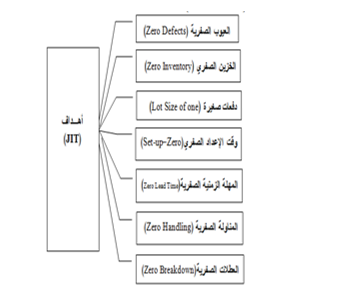 العيوب الصفرية (Zero Defects)
الخزين الصفري (Zero Inventory)
دفعات صغيرة (Lot Size of one)
أهداف
(JIT)
وقت الإعداد الصفري(Set-up-Zero)
المهلة الزمنية الصفرية(Zero Lead Time)
المناولة الصفرية (Zero Handling)
العطلات الصفرية(Zero Breakdown)